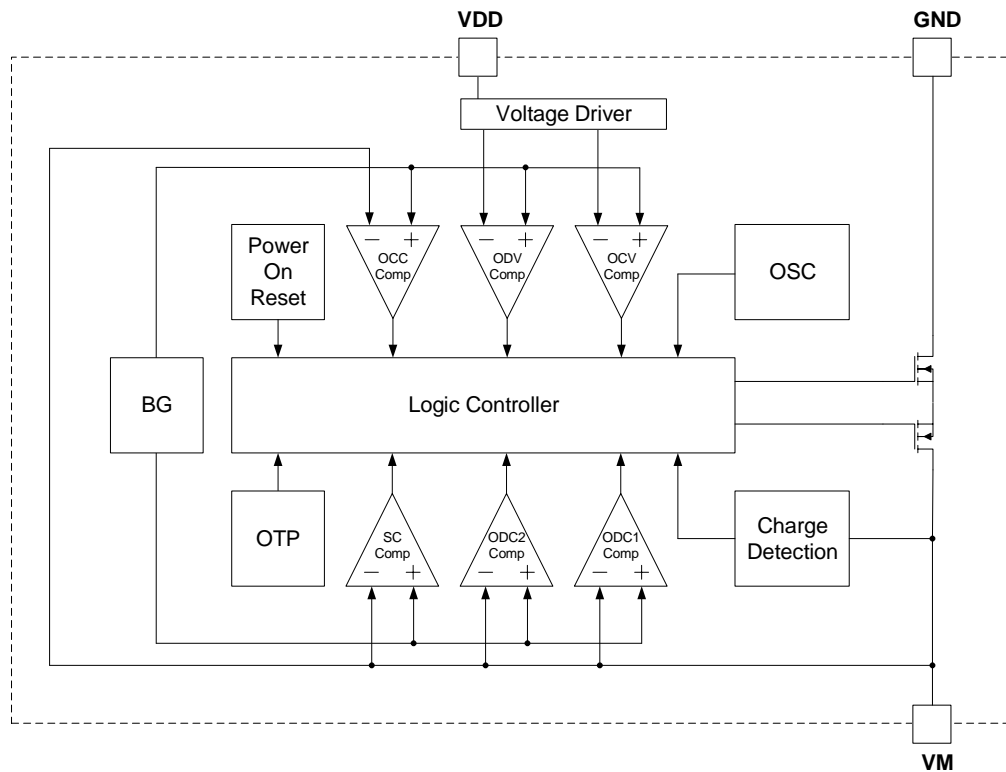 VDD
GND
Voltage Driver
Power
On
Reset
− +
OCC
Comp
− +
ODV
Comp
− +
OCV
Comp
OSC
BG
Logic Controller
OTP
SC
Comp
− +
ODC2
Comp
− +
ODC1
Comp
− +
Charge
Detection
VM